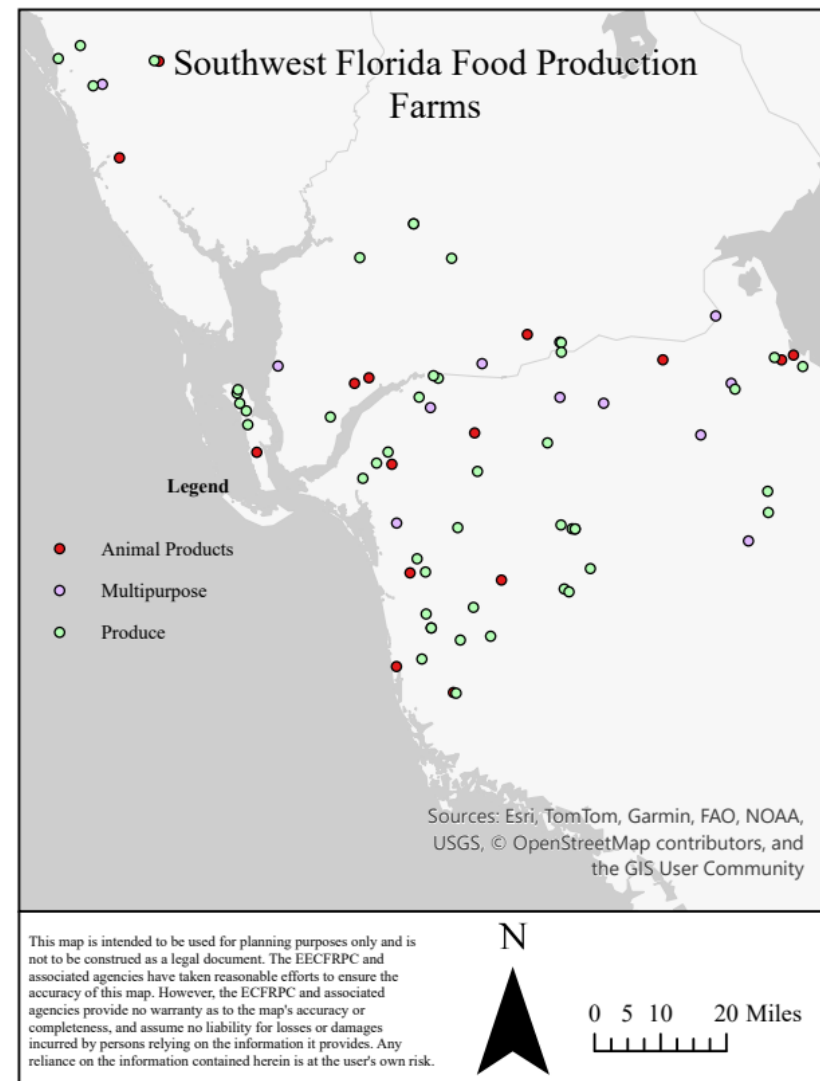 Southwest Florida Food Production
Farms
Legend
Animal Products
Multipurpose
Produce
Sources: Esri, TomTom, Garmin, FAO, NOAA,
USGS, © OpenStreetMap contributors, and
the GIS User Community
This map is intended to be used for planning purposes only and is
not to be construed as a legal document. The EECFRPC and
associated agencies have taken reasonable efforts to ensure the
accuracy of this map. However, the ECFRPC and associated
agencies provide no warranty as to the map's accuracy or
completeness, and assume no liability for losses or damages
incurred by persons relying on the information it provides. Any
reliance on the information contained herein is at the user's own risk.
N
0 5 10 20 Miles